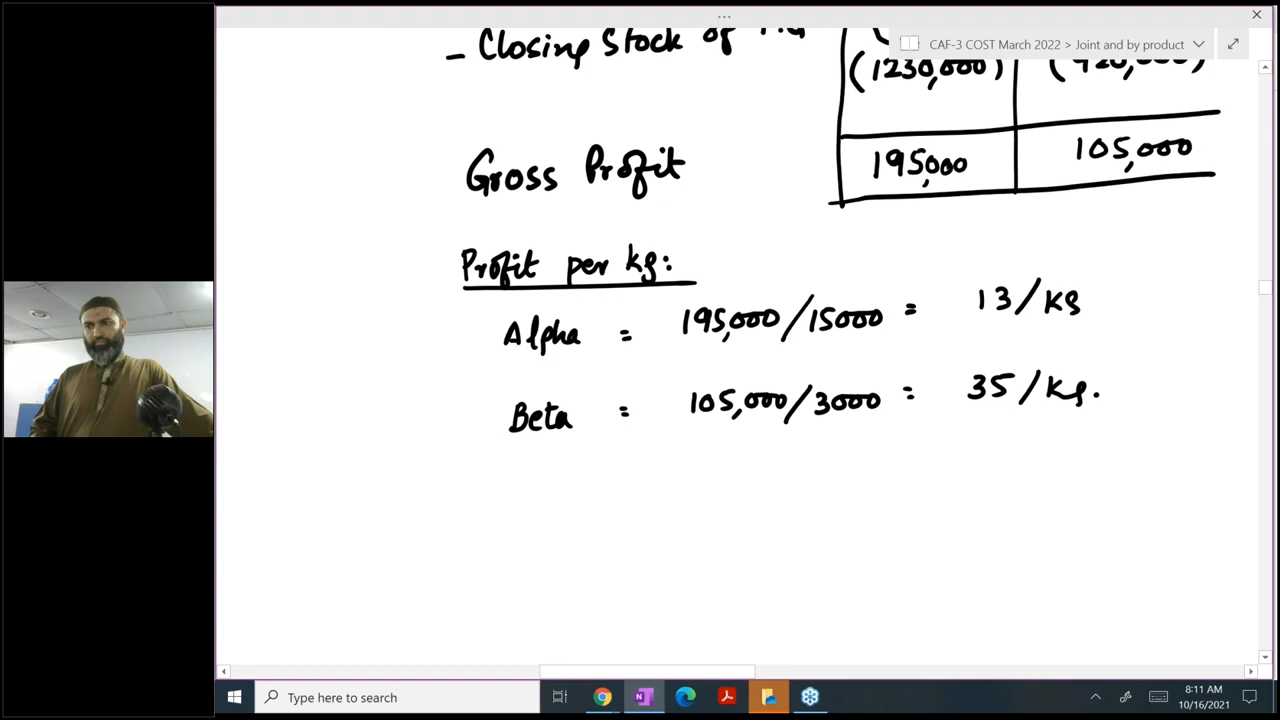 ...
CAF-3 COST March 2022 > Joint and by product
- Closing Stock of
(1230,000)
Gross Profit 195,000 105,000
Profit per kg:
Alpha = 195,000/15000 = 13/KG
Beta = 105,000/3000 = 35/Kg.
Type here to search
8:11 AM
10/16/2021